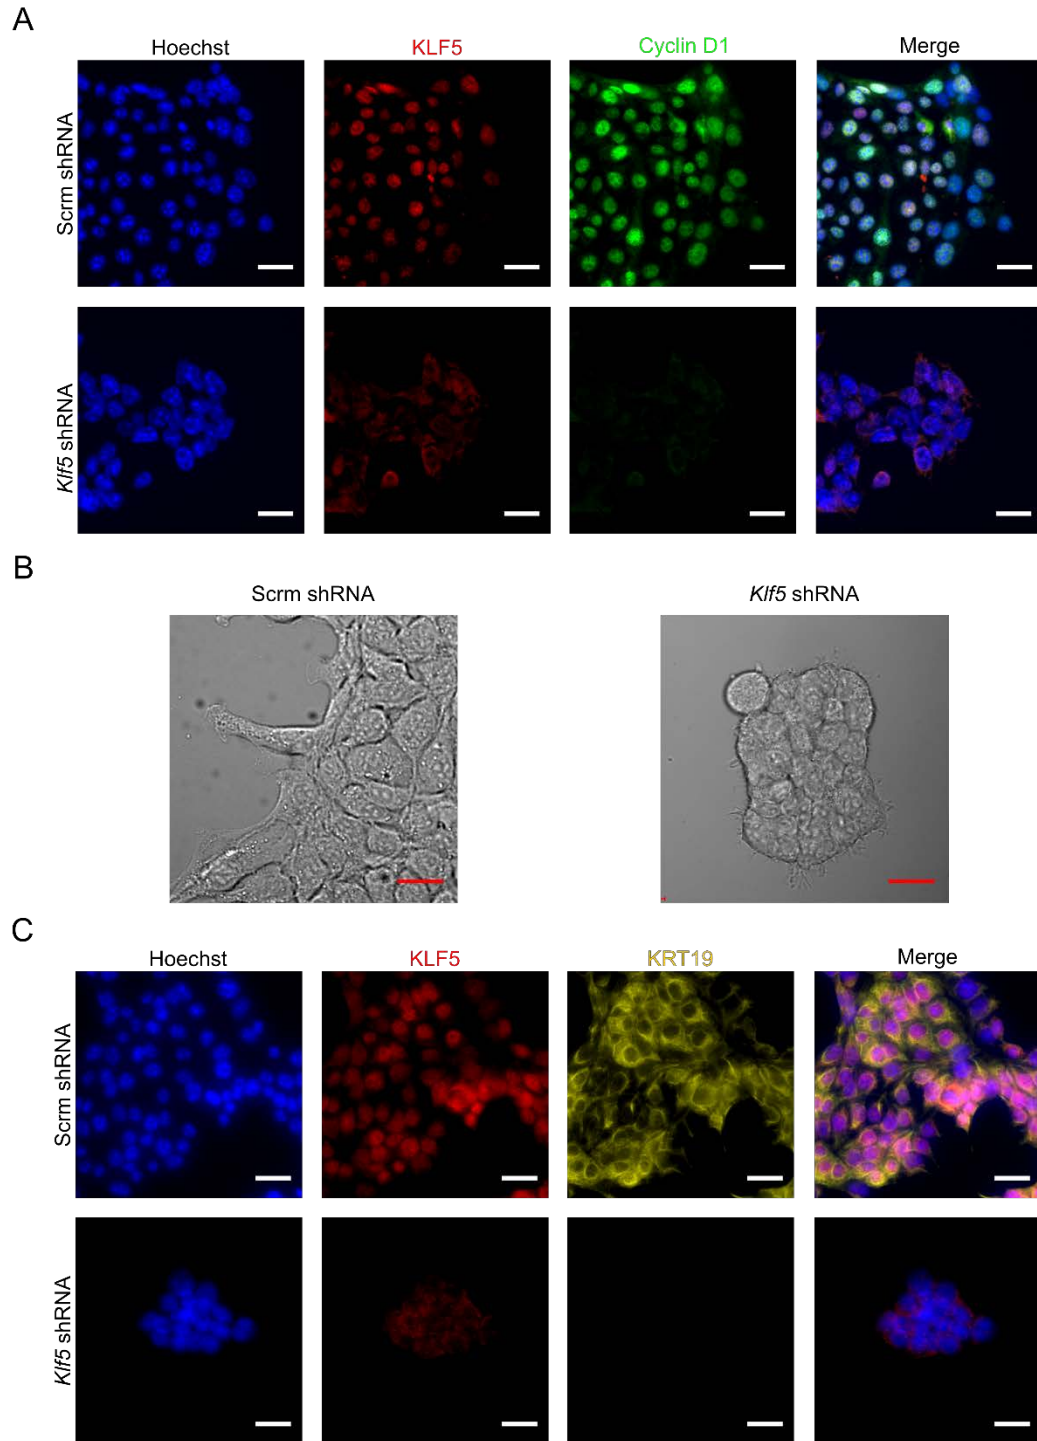 A
Hoechst KLF5 Cyclin D1 Merge
Scrm shRNA
Klf5 shRNA
B
Scrm shRNA Klf5 shRNA
C
Hoechst KLF5 KRT19 Merge
Scrm shRNA
Klf5 shRNA